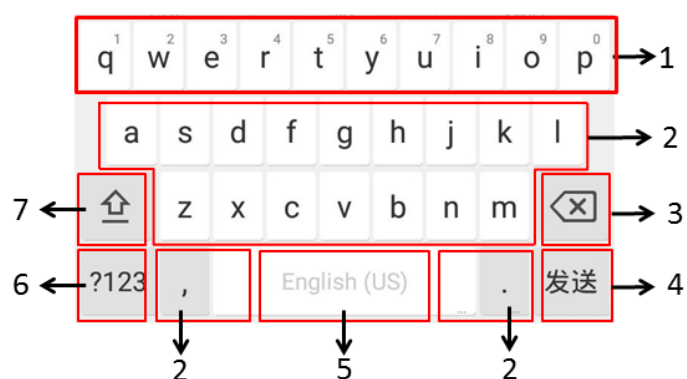 q 1 w 2 e 3 r 4 t 5 y 6 u 7 i 8 o 9 p 0 1
a s d f g h j k l 2
7 z x c v b n m 3
6 ?123 , English (US) ... . 发送 4
2 5 2